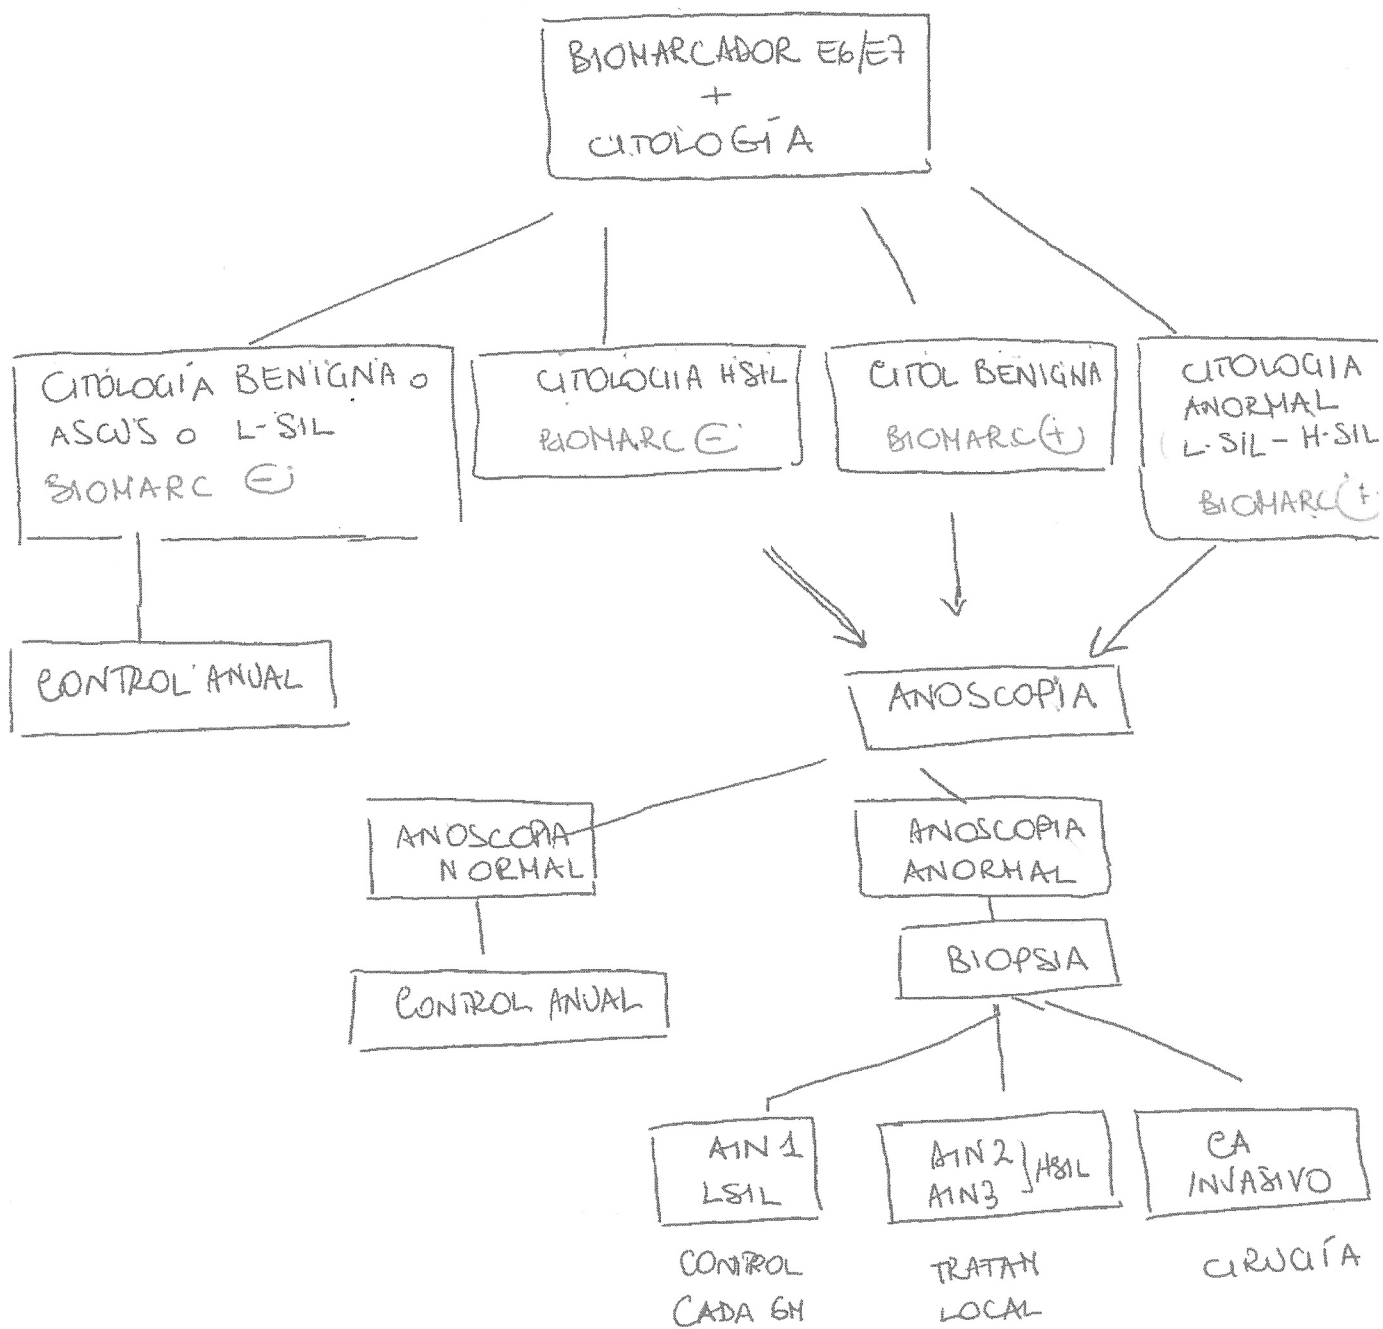 BIOMARCADOR E6/E7
+
CITOLOGÍA
CITOLOGÍA BENIGNA o
ASCUS o L-SIL
BIOMARC (-)
CITOLOGIIA HSIL
BIOMARC (-)
CITOL BENIGNA
BIOMARC (+)
CITOLOGIA
ANORMAL
L-SIL - H-SIL
BIOMARC (+)
CONTROL ANUAL
ANOSCOPIA
ANOSCOPIA
NORMAL
ANOSCOPIA
ANORMAL
BIOPSIA
CONTROL ANUAL
AIN 1
LSIL
AIN 2
AIN 3
} HSIL
CA
INVASIVO
CONTROL
CADA 6M
TRATAM
LOCAL
CIRUGÍA